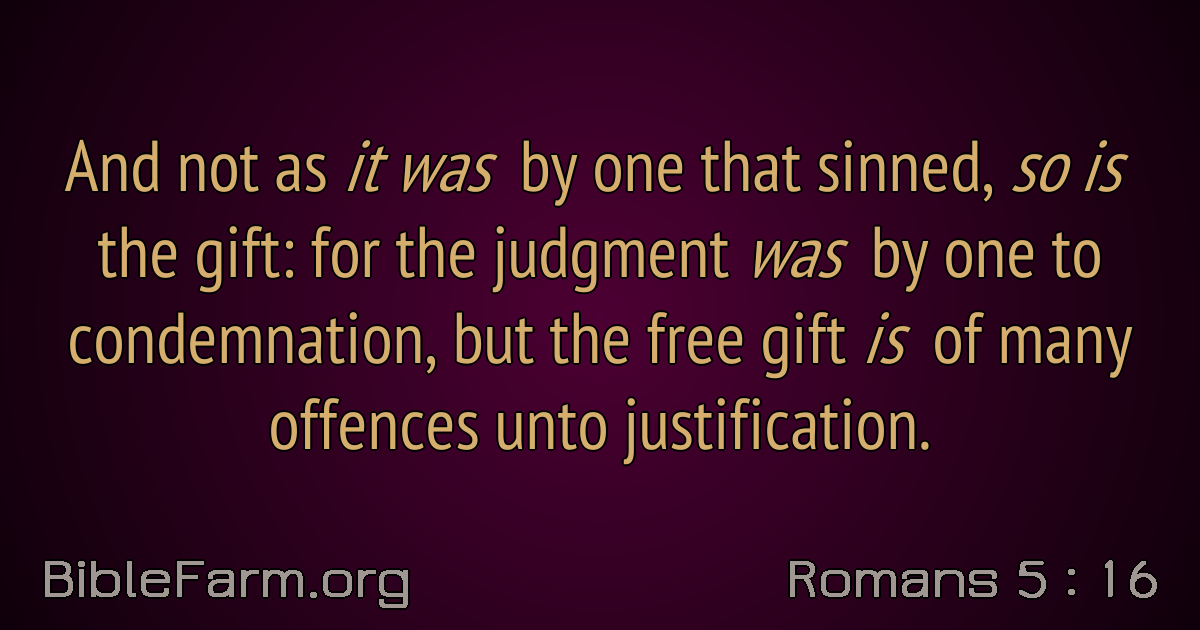 And not as it was by one that sinned, so is
the gift: for the judgment was by one to
condemnation, but the free gift is of many
offences unto justification.
BibleFarm.org
Romans 5 : 16